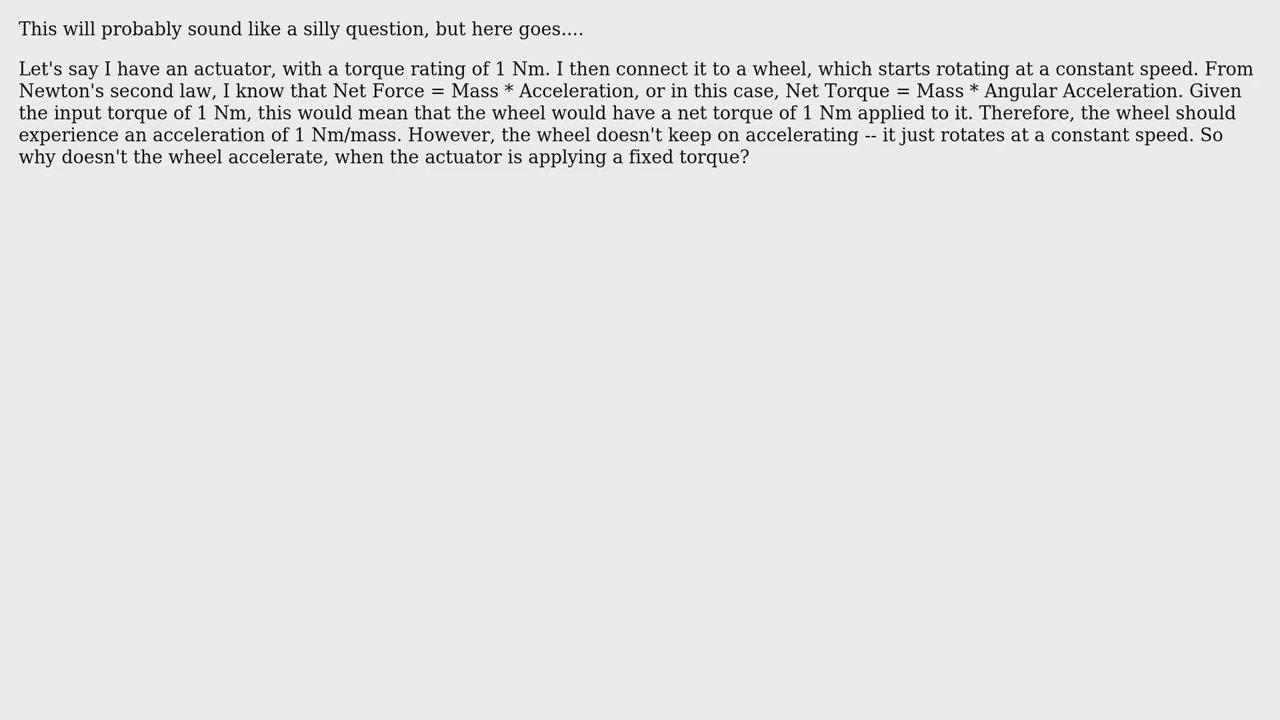 This will probably sound like a silly question, but here goes....
Let's say I have an actuator, with a torque rating of 1 Nm. I then connect it to a wheel, which starts rotating at a constant speed. From
Newton's second law, I know that Net Force = Mass * Acceleration, or in this case, Net Torque = Mass * Angular Acceleration. Given
the input torque of 1 Nm, this would mean that the wheel would have a net torque of 1 Nm applied to it. Therefore, the wheel should
experience an acceleration of 1 Nm/mass. However, the wheel doesn't keep on accelerating -- it just rotates at a constant speed. So
why doesn't the wheel accelerate, when the actuator is applying a fixed torque?